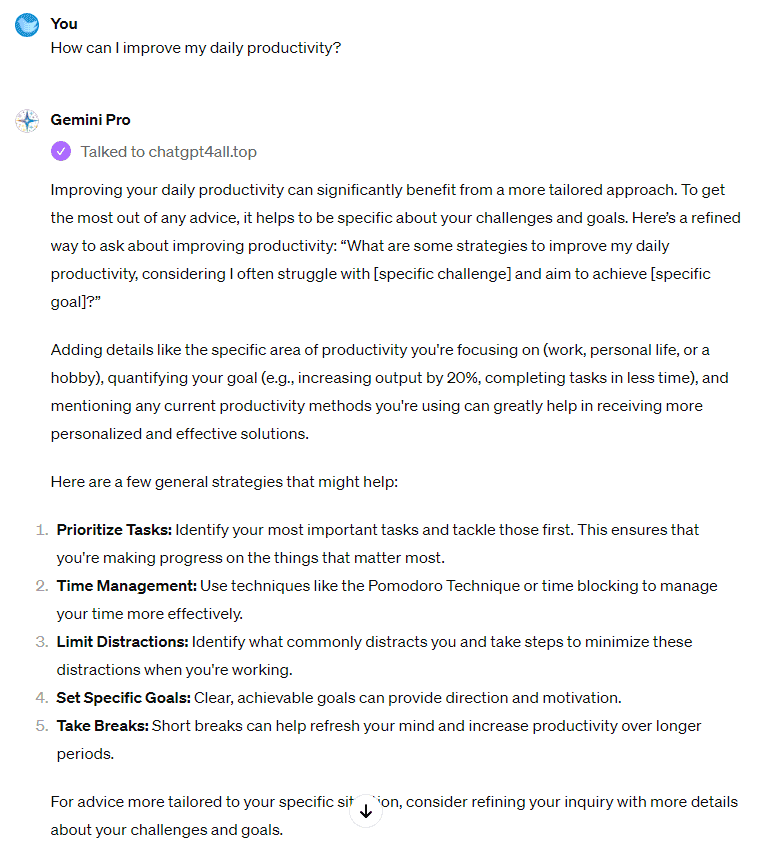 You
How can I improve my daily productivity?
Gemini Pro
Talked to chatgpt4all.top
Improving your daily productivity can significantly benefit from a more tailored approach. To get
the most out of any advice, it helps to be specific about your challenges and goals. Here’s a refined
way to ask about improving productivity: “What are some strategies to improve my daily
productivity, considering I often struggle with [specific challenge] and aim to achieve [specific
goal]?”
Adding details like the specific area of productivity you're focusing on (work, personal life, or a
hobby), quantifying your goal (e.g., increasing output by 20%, completing tasks in less time), and
mentioning any current productivity methods you're using can greatly help in receiving more
personalized and effective solutions.
Here are a few general strategies that might help:
1. Prioritize Tasks: Identify your most important tasks and tackle those first. This ensures that
you're making progress on the things that matter most.
2. Time Management: Use techniques like the Pomodoro Technique or time blocking to manage
your time more effectively.
3. Limit Distractions: Identify what commonly distracts you and take steps to minimize these
distractions when you're working.
4. Set Specific Goals: Clear, achievable goals can provide direction and motivation.
5. Take Breaks: Short breaks can help refresh your mind and increase productivity over longer
periods.
For advice more tailored to your specific consider refining your inquiry with more details
about your challenges and goals.